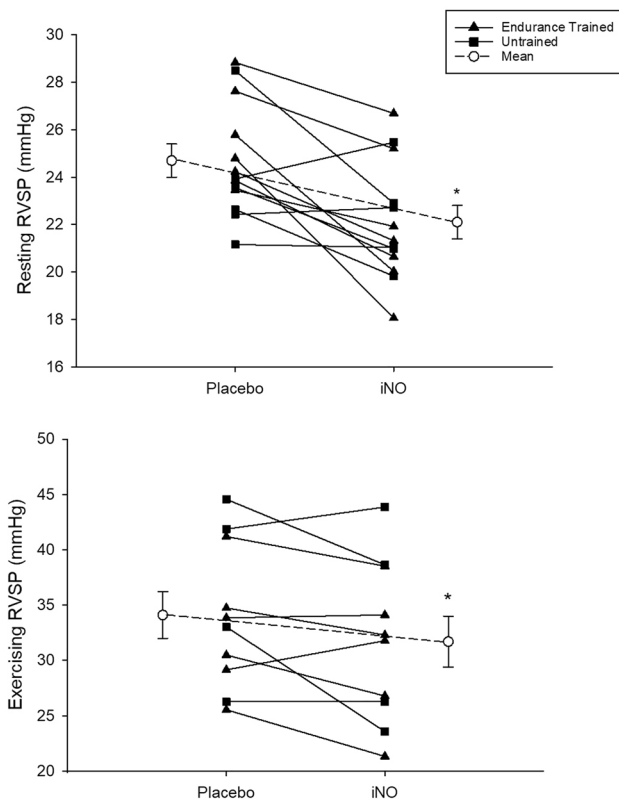 Endurance Trained
Untrained
Mean
30
28
26
24
22
20
18
16
Resting RVSP (mmHg)
*
Placebo iNO
50
45
40
35
30
25
20
Exercising RVSP (mmHg)
*
Placebo iNO